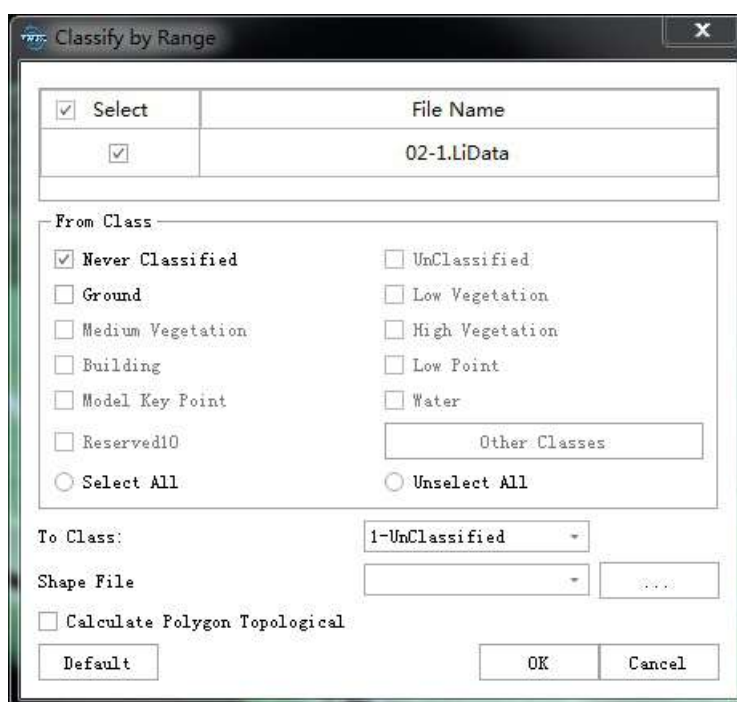 Classify by Range
Select File Name
02-1.LiData
From Class
Never Classified UnClassified
Ground Low Vegetation
Medium Vegetation High Vegetation
Building Low Point
Model Key Point Water
Reserved10 Other Classes
Select All Unselect All
To Class: 1-UnClassified
Shape File ...
Calculate Polygon Topological
Default OK Cancel